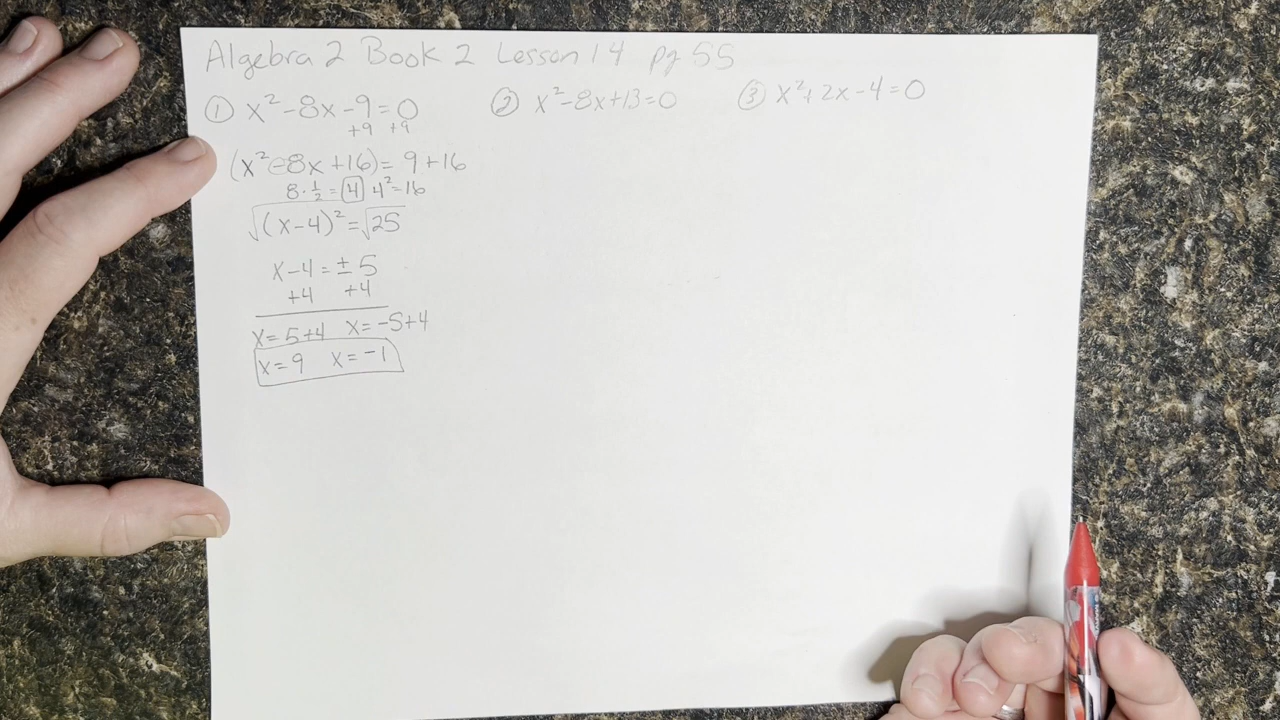 Algebra 2 Book 2 Lesson 14 pg 55
① x² - 8x - 9 = 0
+9 +9
(x² - 8x + 16) = 9 + 16
8 · ½ = 4 4² = 16
√(x - 4)² = √25
x - 4 = ± 5
+4 +4
x = 5 + 4 x = -5 + 4
x = 9 x = -1
② x² - 8x + 13 = 0
③ x² + 2x - 4 = 0